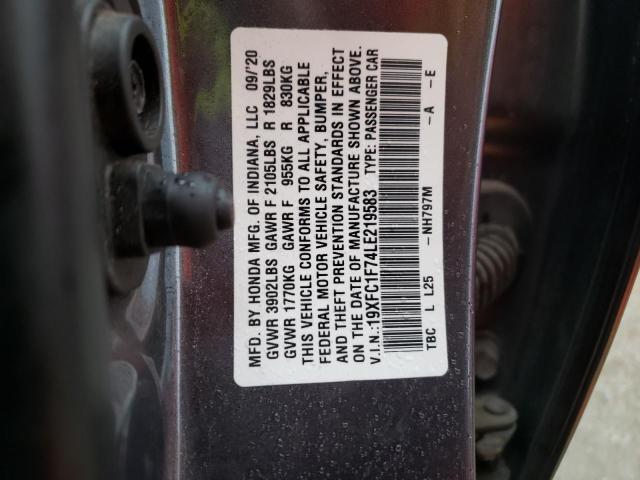 MFD. BY HONDA MFG. OF INDIANA, LLC 09/'20
GVWR 3902LBS GAWR F 2105LBS R 1829LBS
GVWR 1770KG GAWR F 955KG R 830KG
THIS VEHICLE CONFORMS TO ALL APPLICABLE
FEDERAL MOTOR VEHICLE SAFETY, BUMPER,
AND THEFT PREVENTION STANDARDS IN EFFECT
ON THE DATE OF MANUFACTURE SHOWN ABOVE.
V.I.N.:19XFC1F74LE219583 TYPE: PASSENGER CAR
TBC L L25 -NH797M -A -E